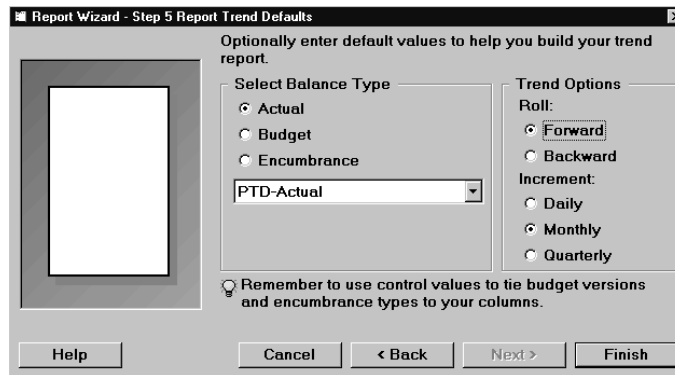 Report Wizard - Step 5 Report Trend Defaults
Optionally enter default values to help you build your trend
report.
Select Balance Type
Actual
Budget
Encumbrance
PTD-Actual
Trend Options
Roll:
Forward
Backward
Increment:
Daily
Monthly
Quarterly
Remember to use control values to tie budget versions
and encumbrance types to your columns.
Help
Cancel
< Back
Next >
Finish